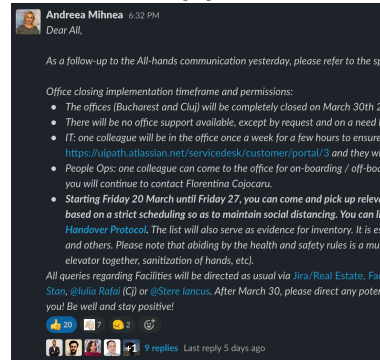 Andreea Mihnea 6:32 PM
Dear All,
As a follow-up to the All-hands communication yesterday, please refer to the
Office closing implementation timeframe and permissions:
• The offices (Bucharest and Cluj) will be completely closed on March 30th
• There will be no office support available, except by request and on a need
• IT: one colleague will be in the office once a week for a few hours to ensure
https://uipath.atlassian.net/servicedesk/customer/portal/3 and they
• People Ops: one colleague can come to the office for on-boarding / off-
you will continue to contact Florentina Cojocaru.
• Starting Friday 20 March until Friday 27, you can come and pick up
based on a strict scheduling so as to maintain social distancing. You can
Handover Protocol. The list will also serve as evidence for inventory. It is
and others. Please note that abiding by the health and safety rules is a
elevator together, sanitization of hands, etc).
All queries regarding Facilities will be directed as usual via Jira/Real Estate,
Stan, @Iulia Rafai (Cj) or @Stere Iancus. After March 30, please direct any
you! Be well and stay positive!
20 7 2
+1 9 replies Last reply 5 days ago